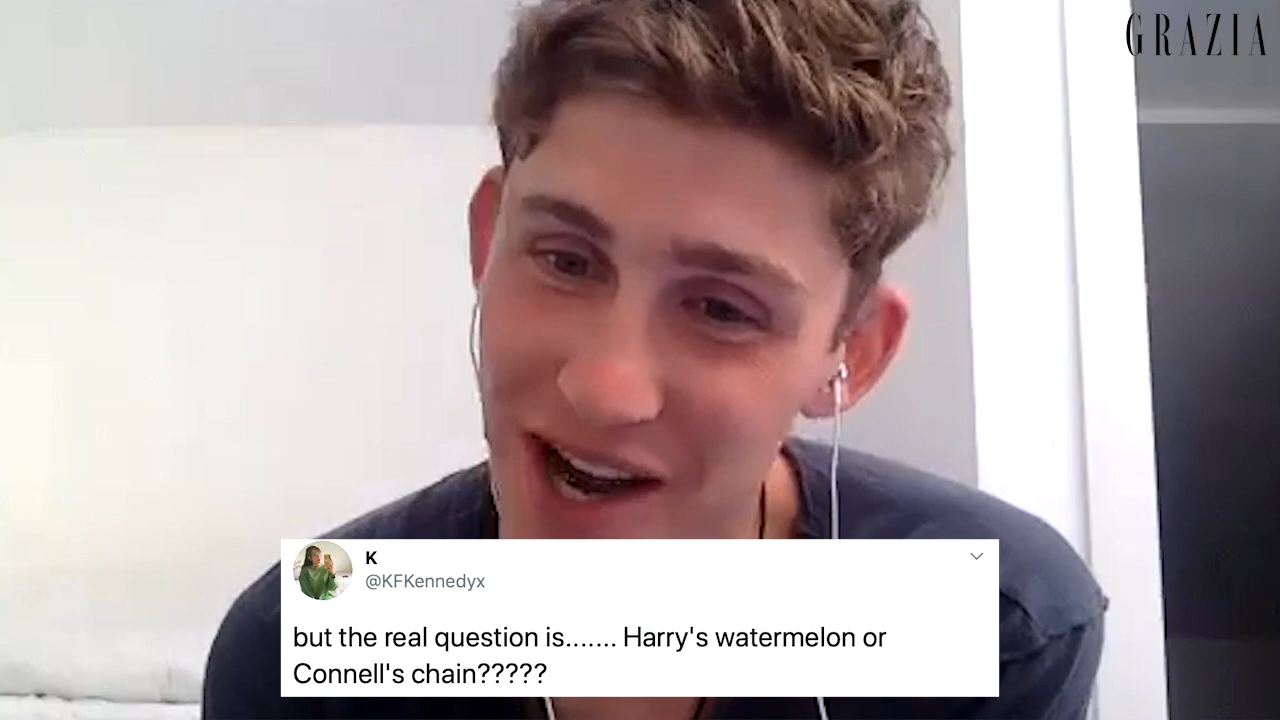 GRAZIA
K
@KFKennedyx
but the real question is....... Harry's watermelon or
Connell's chain?????